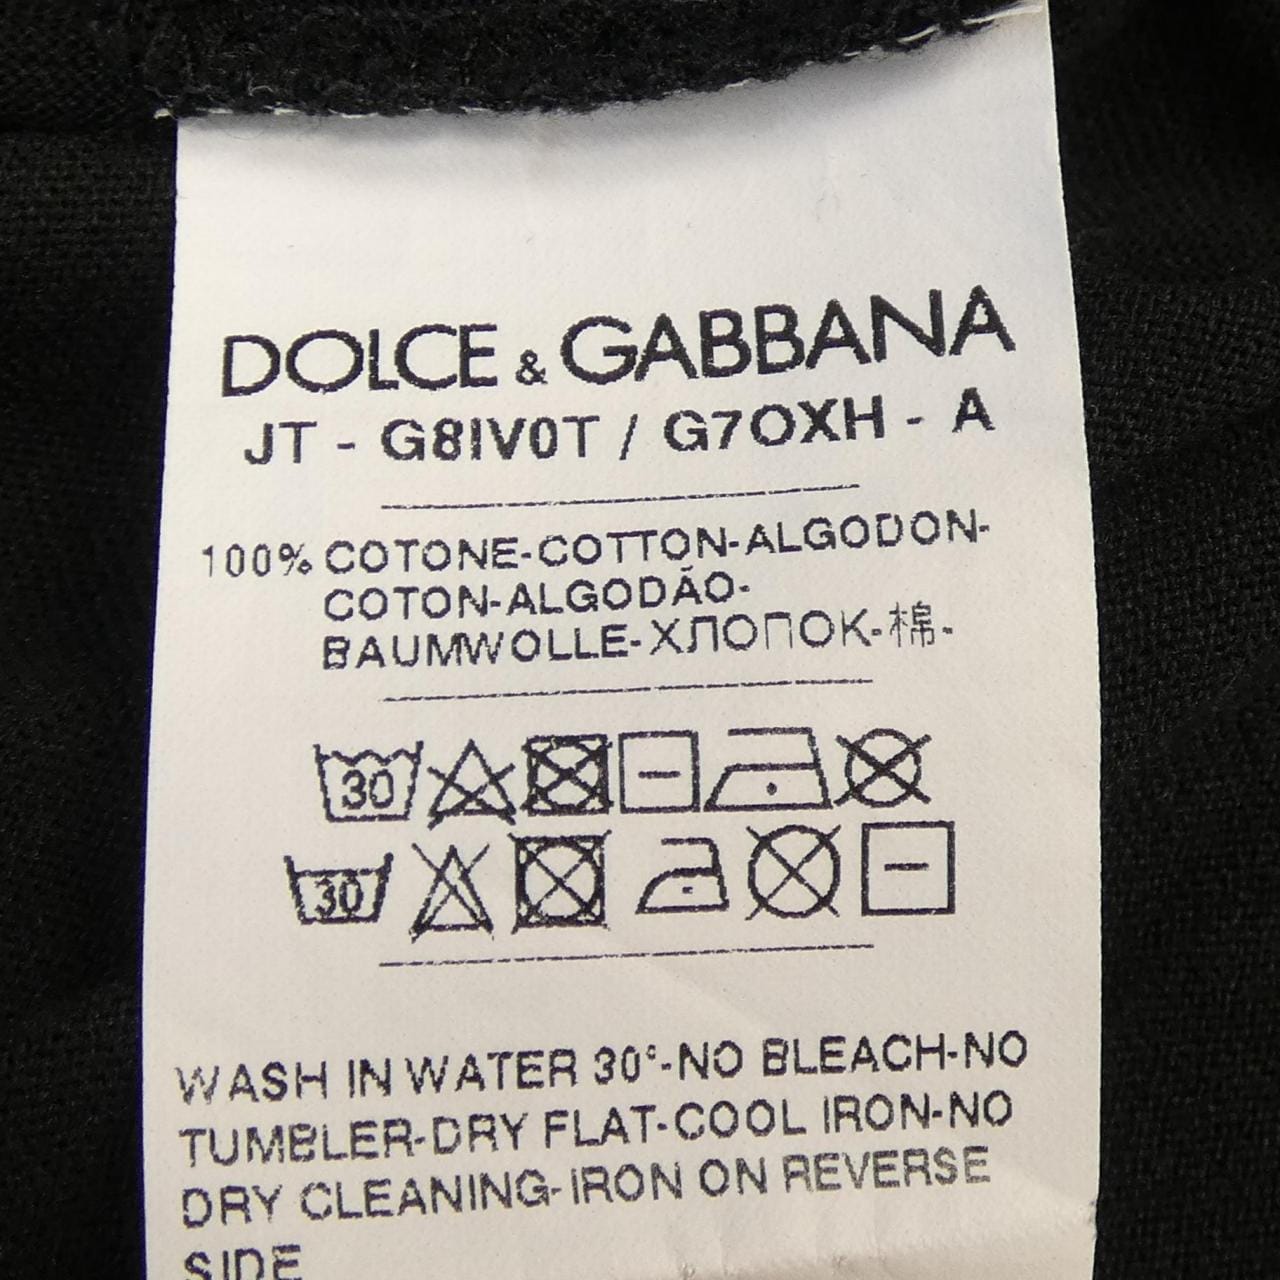 DOLCE & GABBANA
JT - G8IV0T / G7OXH - A
100% COTONE-COTTON-ALGODON-
COTON-ALGODÃO-
BAUMWOLLE-ХЛОПОК-棉-
30
30
WASH IN WATER 30°-NO BLEACH-NO
TUMBLER-DRY FLAT-COOL IRON-NO
DRY CLEANING-IRON ON REVERSE
SIDE